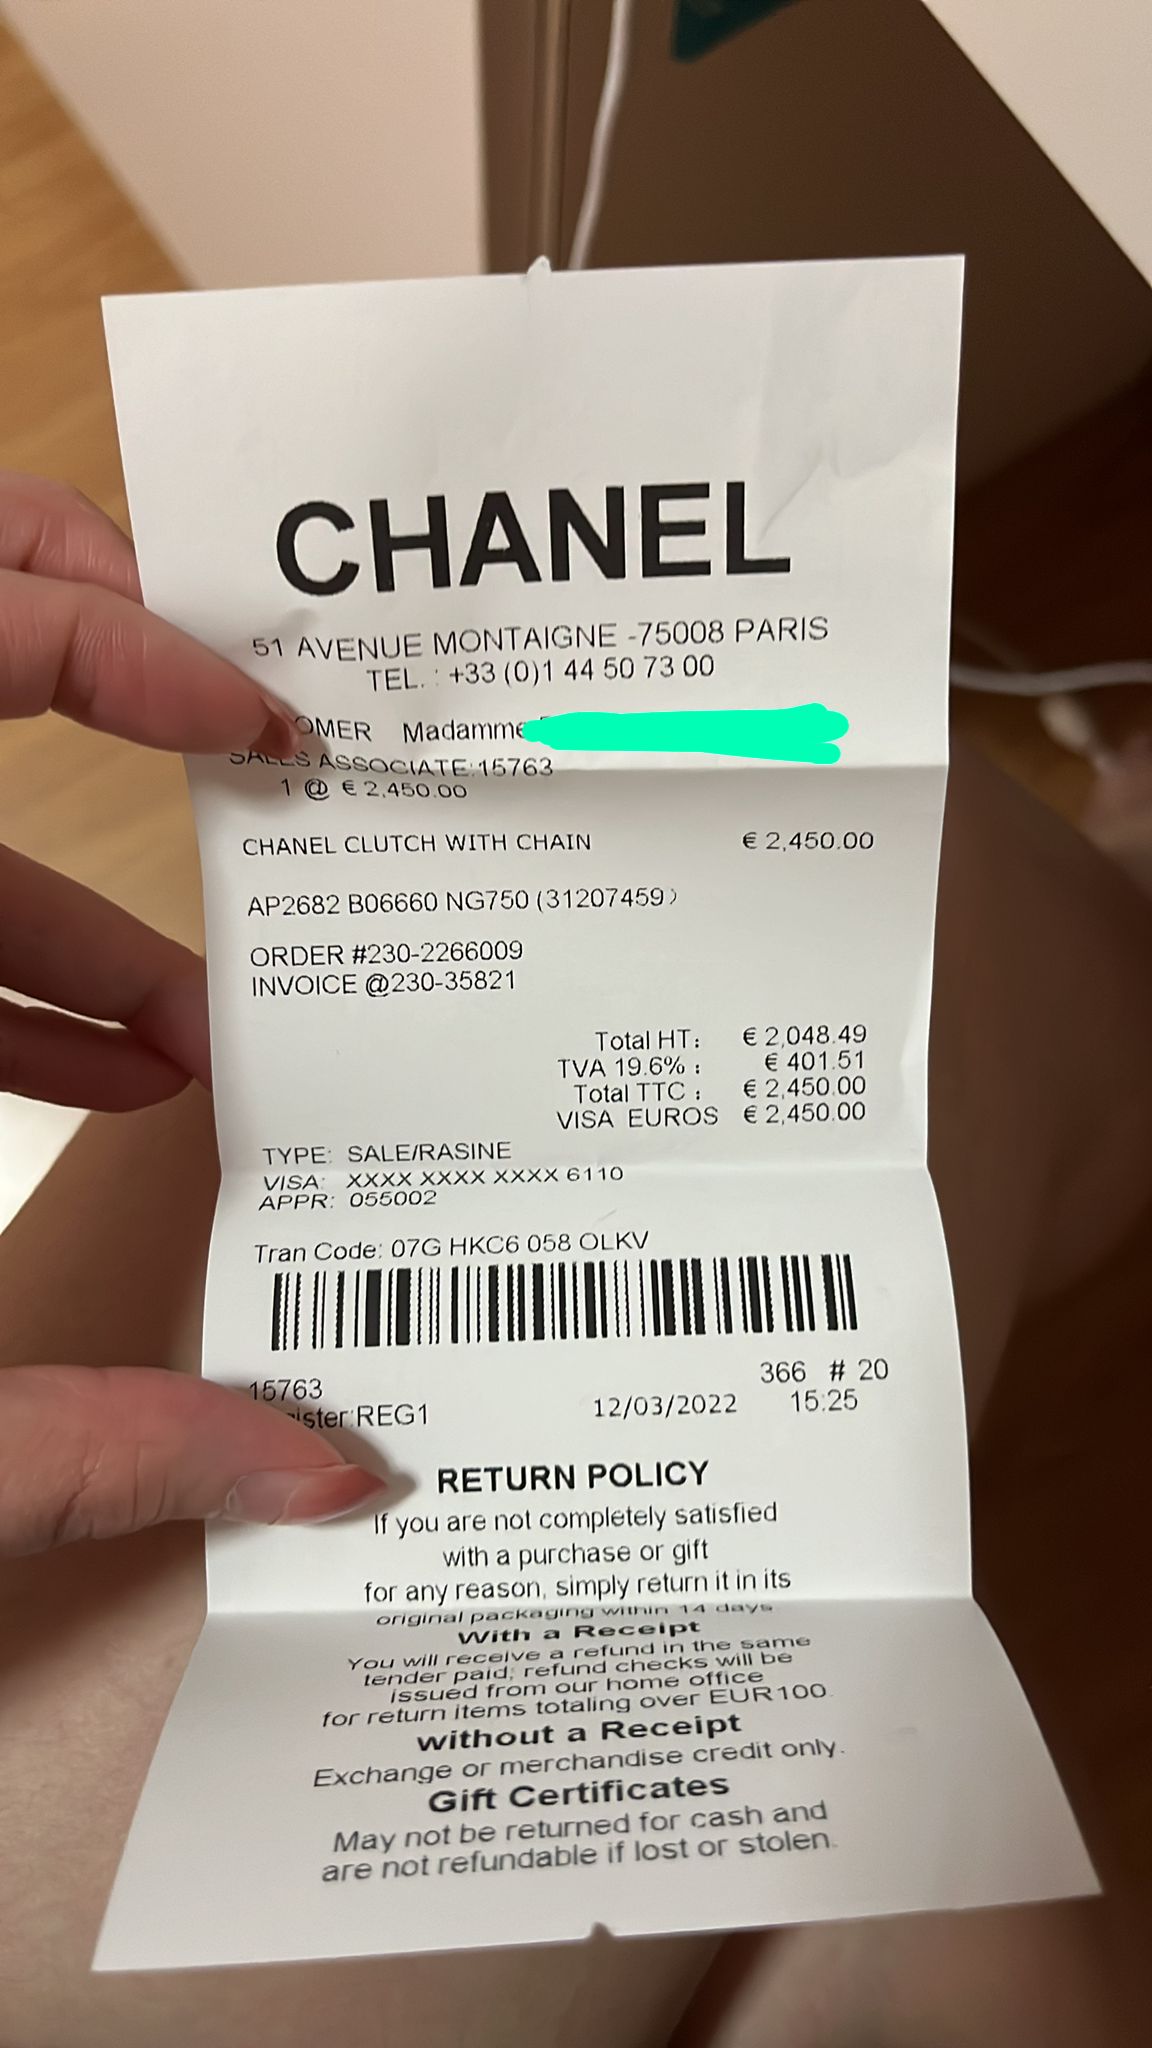 CHANEL
51 AVENUE MONTAIGNE -75008 PARIS
TEL. : +33 (0)1 44 50 73 00
OMER Madamme
SALES ASSOCIATE:15763
1 @ € 2,450.00
CHANEL CLUTCH WITH CHAIN € 2,450.00
AP2682 B06660 NG750 (31207459)
ORDER #230-2266009
INVOICE @230-35821
Total HT: € 2,048.49
TVA 19.6% : € 401.51
Total TTC : € 2,450.00
VISA EUROS € 2,450.00
TYPE: SALE/RASINE
VISA: XXXX XXXX XXXX 6110
APPR: 055002
Tran Code: 07G HKC6 058 OLKV
366 # 20
15763
ister:REG1 12/03/2022 15:25
RETURN POLICY
If you are not completely satisfied
with a purchase or gift
for any reason, simply return it in its
original packaging within 14 days
With a Receipt
You will receive a refund in the same
tender paid; refund checks will be
issued from our home office
for return items totaling over EUR100.
without a Receipt
Exchange or merchandise credit only.
Gift Certificates
May not be returned for cash and
are not refundable if lost or stolen.